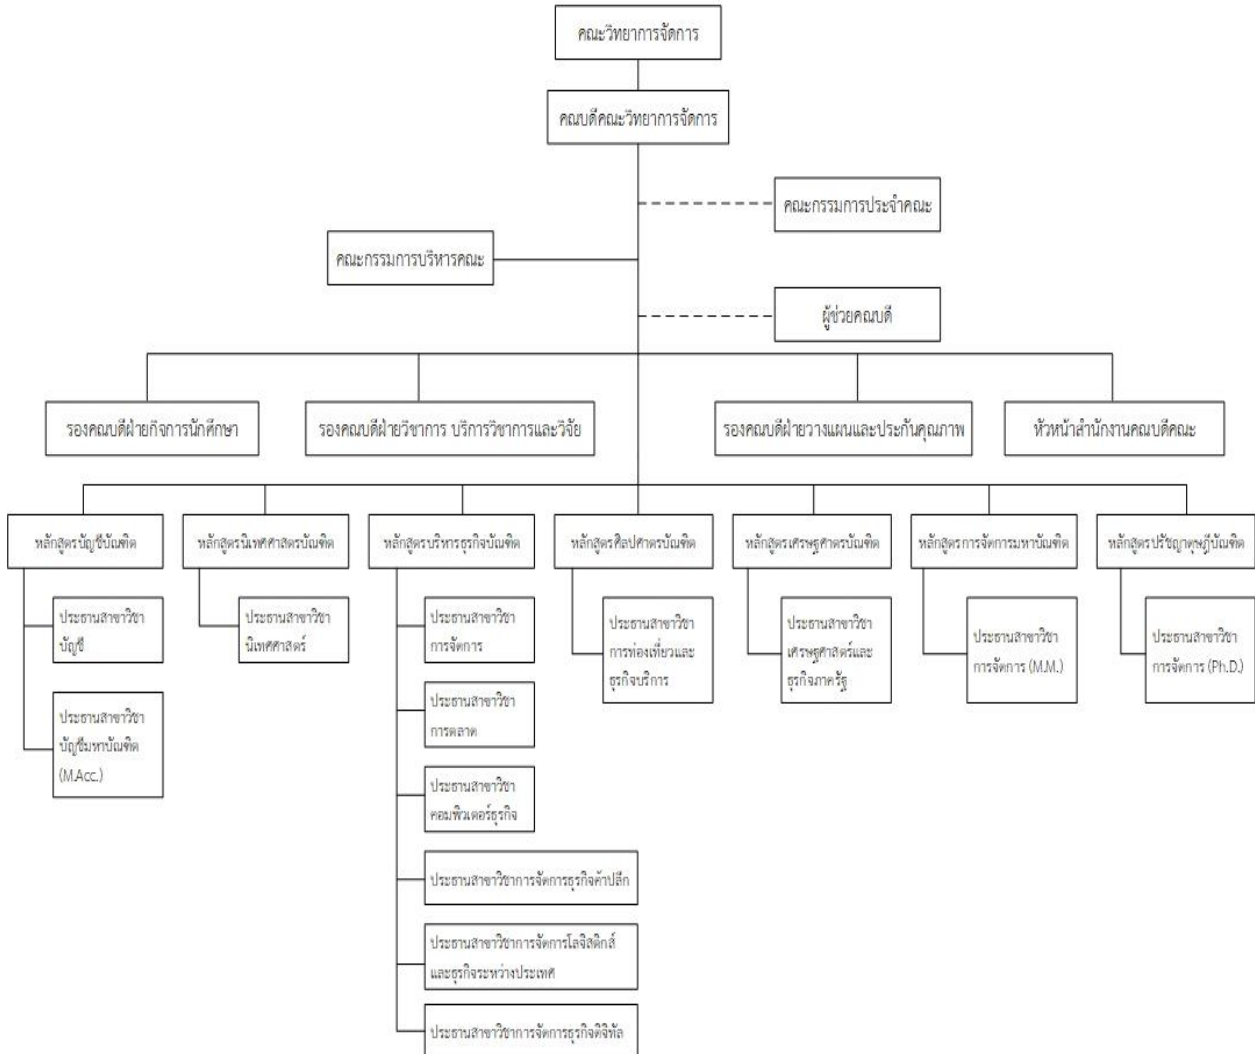 คณะวิทยาการจัดการ
คณบดีคณะวิทยาการจัดการ
คณะกรรมการประจำคณะ
คณะกรรมการบริหารคณะ
ผู้ช่วยคณบดี
รองคณบดีฝ่ายกิจการนักศึกษา
รองคณบดีฝ่ายวิชาการ บริการวิชาการและวิจัย
รองคณบดีฝ่ายวางแผนและประกันคุณภาพ
หัวหน้าสำนักงานคณบดีคณะ
หลักสูตรบัญชีบัณฑิต
หลักสูตรนิเทศศาสตรบัณฑิต
หลักสูตรบริหารธุรกิจบัณฑิต
หลักสูตรศิลปศาตรบัณฑิต
หลักสูตรเศรษฐศาตรบัณฑิต
หลักสูตรการจัดการมหาบัณฑิต
หลักสูตรปรัชญาดุษฎีบัณฑิต
ประธานสาขาวิชา
บัญชี
ประธานสาขาวิชา
บัญชีมหาบัณฑิต
(M.Acc.)
ประธานสาขาวิชา
นิเทศศาสตร์
ประธานสาขาวิชา
การจัดการ
ประธานสาขาวิชา
การตลาด
ประธานสาขาวิชา
คอมพิวเตอร์ธุรกิจ
ประธานสาขาวิชาการจัดการธุรกิจค้าปลีก
ประธานสาขาวิชาการจัดการโลจิสติกส์
และธุรกิจระหว่างประเทศ
ประธานสาขาวิชาการจัดการธุรกิจดิจิทัล
ประธานสาขาวิชา
การท่องเที่ยวและ
ธุรกิจบริการ
ประธานสาขาวิชา
เศรษฐศาสตร์และ
ธุรกิจภาครัฐ
ประธานสาขาวิชา
การจัดการ (M.M.)
ประธานสาขาวิชา
การจัดการ (Ph.D.)